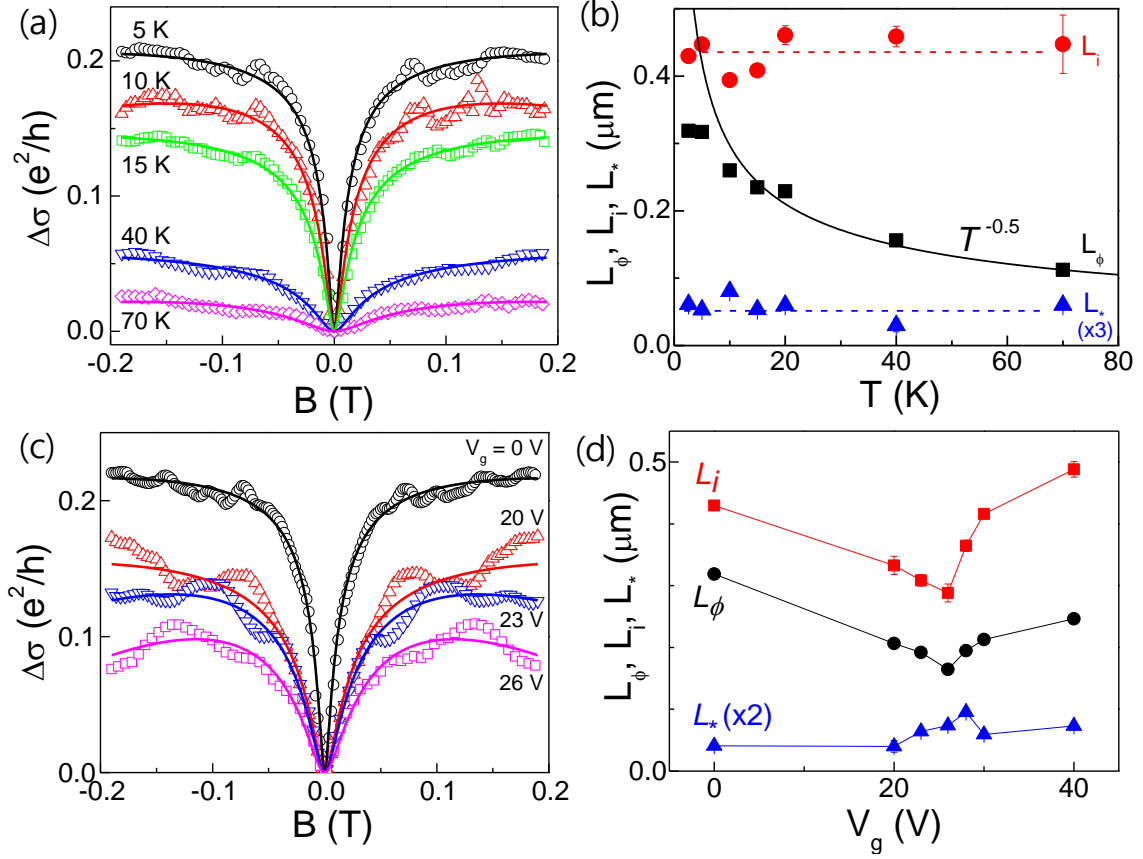 (a)
5 K
10 K
15 K
40 K
70 K
0.2
0.1
0.0
Δσ (e²/h)
-0.2 -0.1 0.0 0.1 0.2
B (T)
(b)
L_ϕ, L_i, L_* (μm)
0.4
0.2
0.0
L_i
T^-0.5
L_ϕ
L_*
(x3)
0 20 40 60 80
T (K)
(c)
V_g = 0 V
20 V
23 V
26 V
0.2
0.1
0.0
Δσ (e²/h)
-0.2 -0.1 0.0 0.1 0.2
B (T)
(d)
L_ϕ, L_i, L_* (μm)
0.5
0.0
L_i
L_ϕ
L_* (x2)
0 20 40
V_g (V)